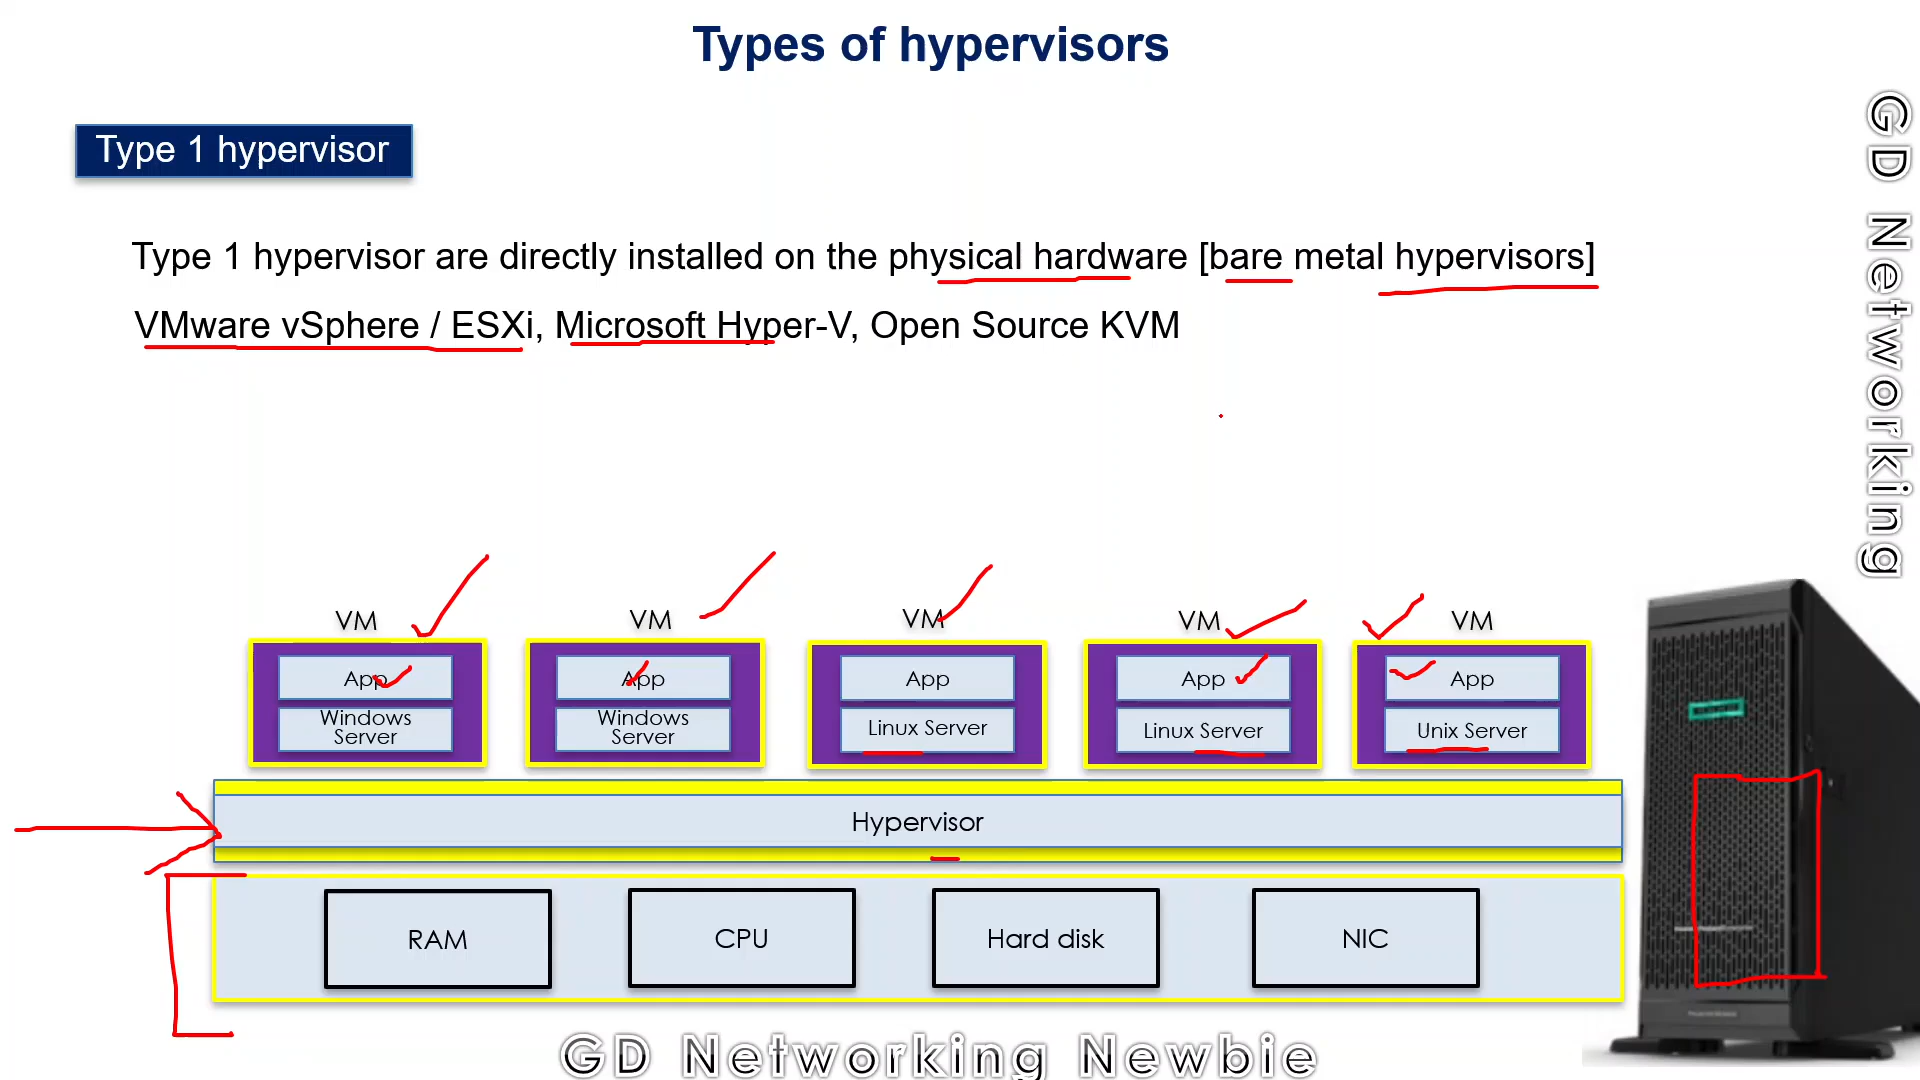 Types of hypervisors
Type 1 hypervisor
Type 1 hypervisor are directly installed on the physical hardware [bare metal hypervisors]
VMware vSphere / ESXi, Microsoft Hyper-V, Open Source KVM
GD Networking
VM VM VM VM VM
App App App App App
Windows Server
Windows Server
Linux Server
Linux Server
Unix Server
Hypervisor
RAM CPU Hard disk NIC
GD Networking Newbie